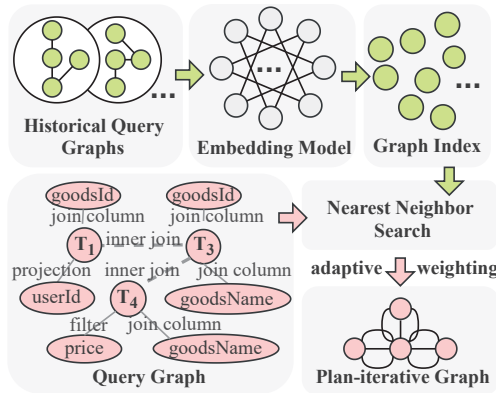 ...
Historical Query
Graphs
...
Embedding Model
...
Graph Index
goodsId
goodsId
join column
join column
T1
inner join
T3
projection
inner join
join column
userId
T4
goodsName
filter
join column
price
goodsName
Query Graph
Nearest Neighbor
Search
adaptive weighting
Plan-iterative Graph